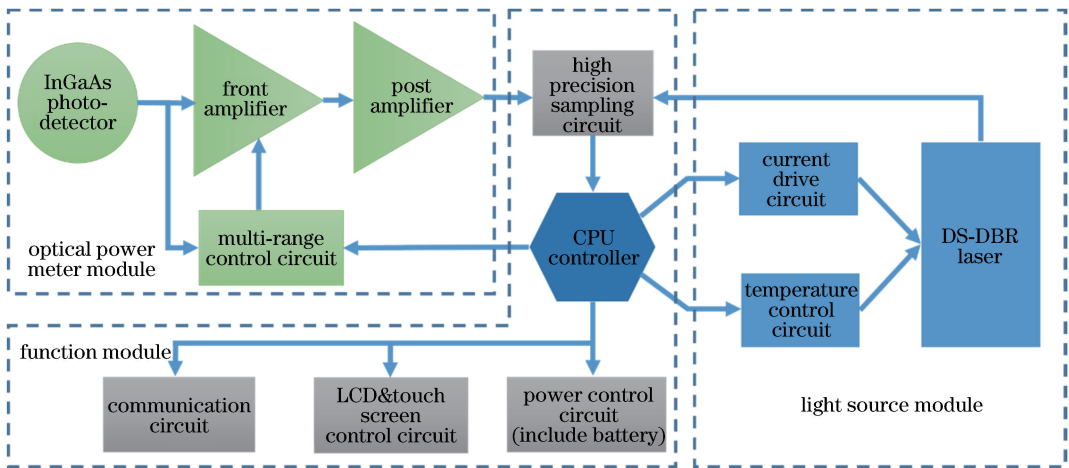 InGaAs
photo-
detector
front
amplifier
post
amplifier
multi-range
control circuit
optical power
meter module
high
precision
sampling
circuit
CPU
controller
current
drive
circuit
temperature
control
circuit
DS-DBR
laser
light source module
function module
communication
circuit
LCD&touch
screen
control circuit
power control
circuit
(include battery)